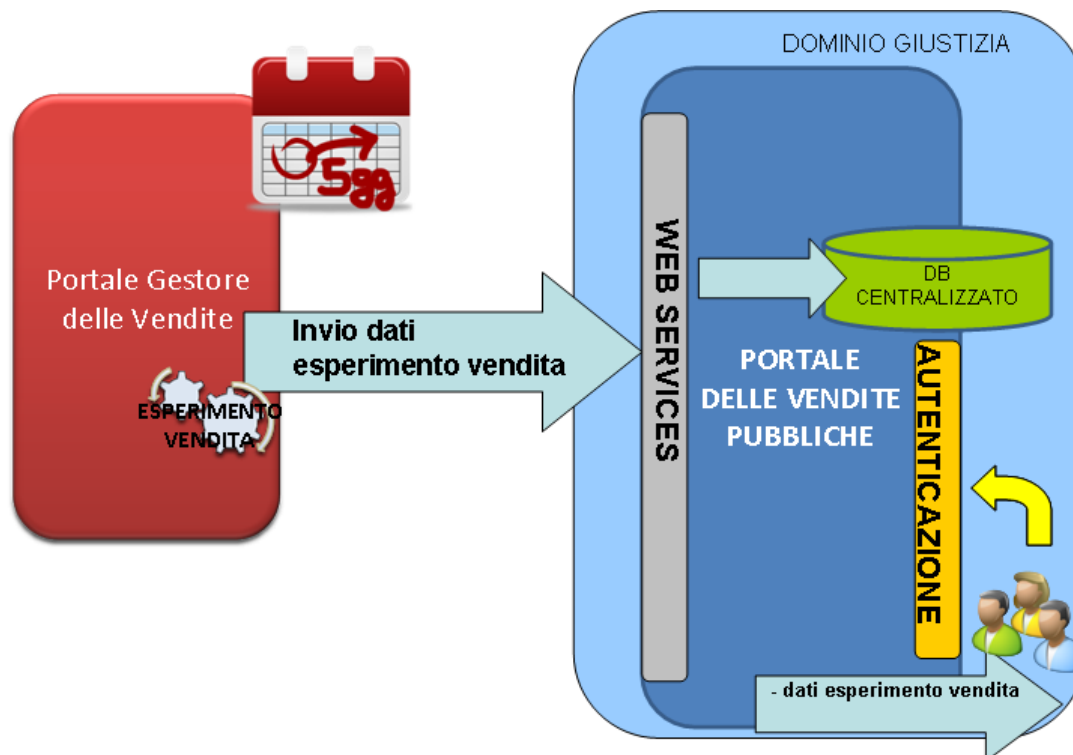 DOMINIO GIUSTIZIA
5gg
Portale Gestore
delle Vendite
ESPERIMENTO
VENDITA
Invio dati
esperimento vendita
WEB SERVICES
DB
CENTRALIZZATO
PORTALE
DELLE VENDITE
PUBBLICHE
AUTENTICAZIONE
- dati esperimento vendita